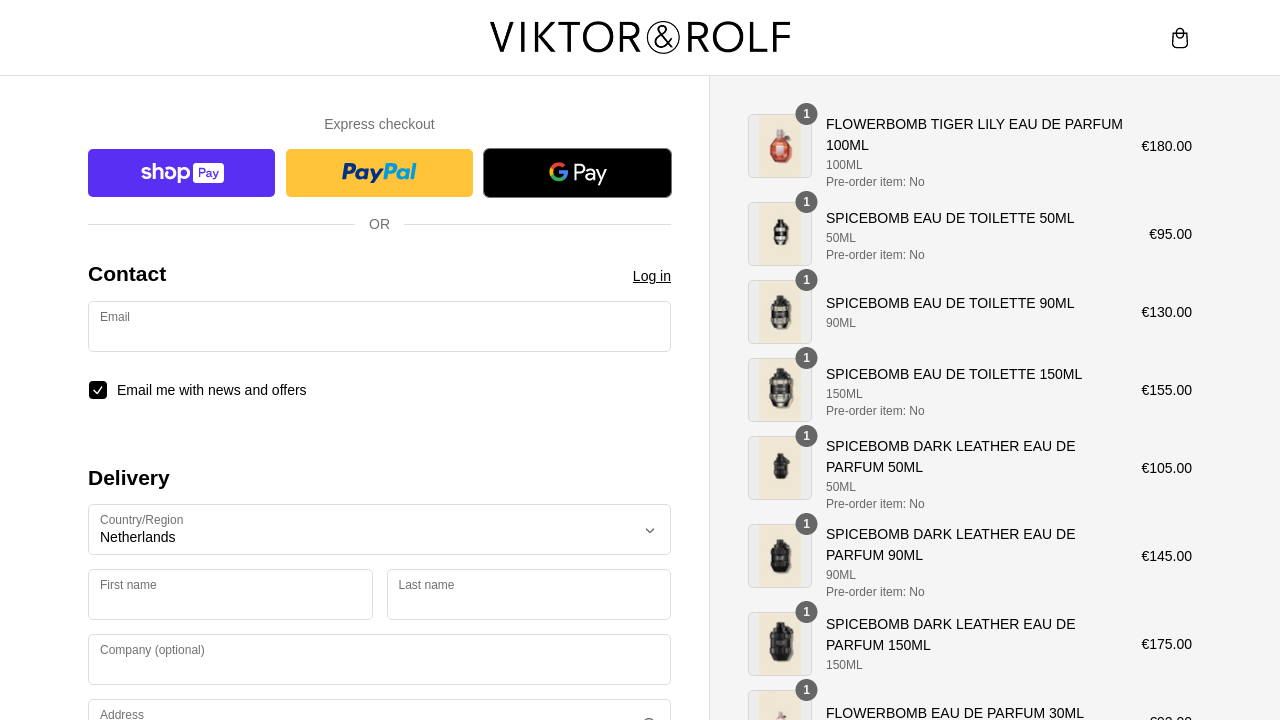 VIKTOR&ROLF
Express checkout
shop Pay
PayPal
G Pay
OR
Contact
Log in
Email
Email me with news and offers
Delivery
Country/Region
Netherlands
First name
Last name
Company (optional)
Address
1
FLOWERBOMB TIGER LILY EAU DE PARFUM
100ML
100ML
Pre-order item: No
€180.00
1
SPICEBOMB EAU DE TOILETTE 50ML
50ML
Pre-order item: No
€95.00
1
SPICEBOMB EAU DE TOILETTE 90ML
90ML
€130.00
1
SPICEBOMB EAU DE TOILETTE 150ML
150ML
Pre-order item: No
€155.00
1
SPICEBOMB DARK LEATHER EAU DE
PARFUM 50ML
50ML
Pre-order item: No
€105.00
1
SPICEBOMB DARK LEATHER EAU DE
PARFUM 90ML
90ML
Pre-order item: No
€145.00
1
SPICEBOMB DARK LEATHER EAU DE
PARFUM 150ML
150ML
€175.00
1
FLOWERBOMB EAU DE PARFUM 30ML